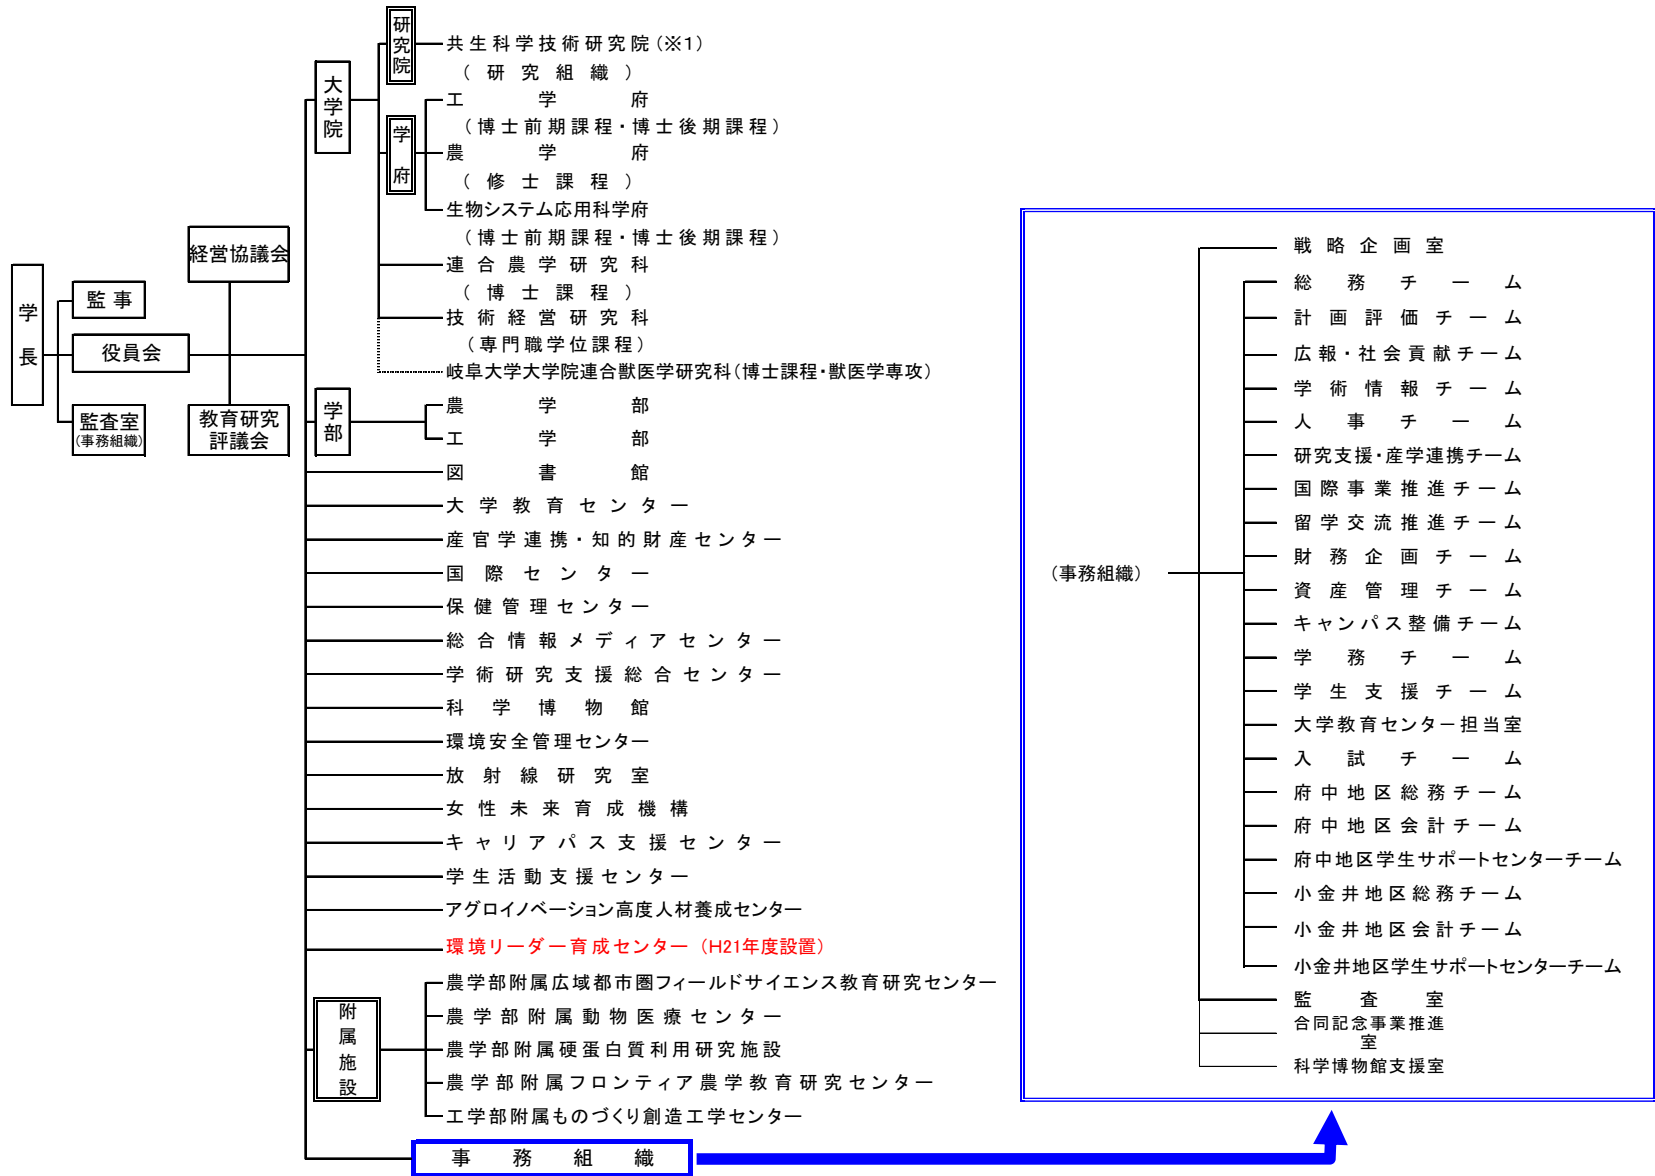 学長
監事
役員会
監査室
(事務組織)
経営協議会
教育研究
評議会
大学院
研究院
共生科学技術研究院(※1)
(研究組織)
学府
工学府
(博士前期課程・博士後期課程)
農学府
(修士課程)
生物システム応用科学府
(博士前期課程・博士後期課程)
連合農学研究科
(博士課程)
技術経営研究科
(専門職学位課程)
岐阜大学大学院連合獣医学研究科(博士課程・獣医学専攻)
学部
農学部
工学部
図書館
大学教育センター
産官学連携・知的財産センター
国際センター
保健管理センター
総合情報メディアセンター
学術研究支援総合センター
科学博物館
環境安全管理センター
放射線研究室
女性未来育成機構
キャリアパス支援センター
学生活動支援センター
アグロイノベーション高度人材養成センター
環境リーダー育成センター(H21年度設置)
附属施設
農学部附属広域都市圏フィールドサイエンス教育研究センター
農学部附属動物医療センター
農学部附属硬蛋白質利用研究施設
農学部附属フロンティア農学教育研究センター
工学部附属ものづくり創造工学センター
事務組織
(事務組織)
戦略企画室
総務チーム
計画評価チーム
広報・社会貢献チーム
学術情報チーム
人事チーム
研究支援・産学連携チーム
国際事業推進チーム
留学交流推進チーム
財務企画チーム
資産管理チーム
キャンパス整備チーム
学務チーム
学生支援チーム
大学教育センター担当室
入試チーム
府中地区総務チーム
府中地区会計チーム
府中地区学生サポートセンターチーム
小金井地区総務チーム
小金井地区会計チーム
小金井地区学生サポートセンターチーム
監査室
合同記念事業推進
室
科学博物館支援室